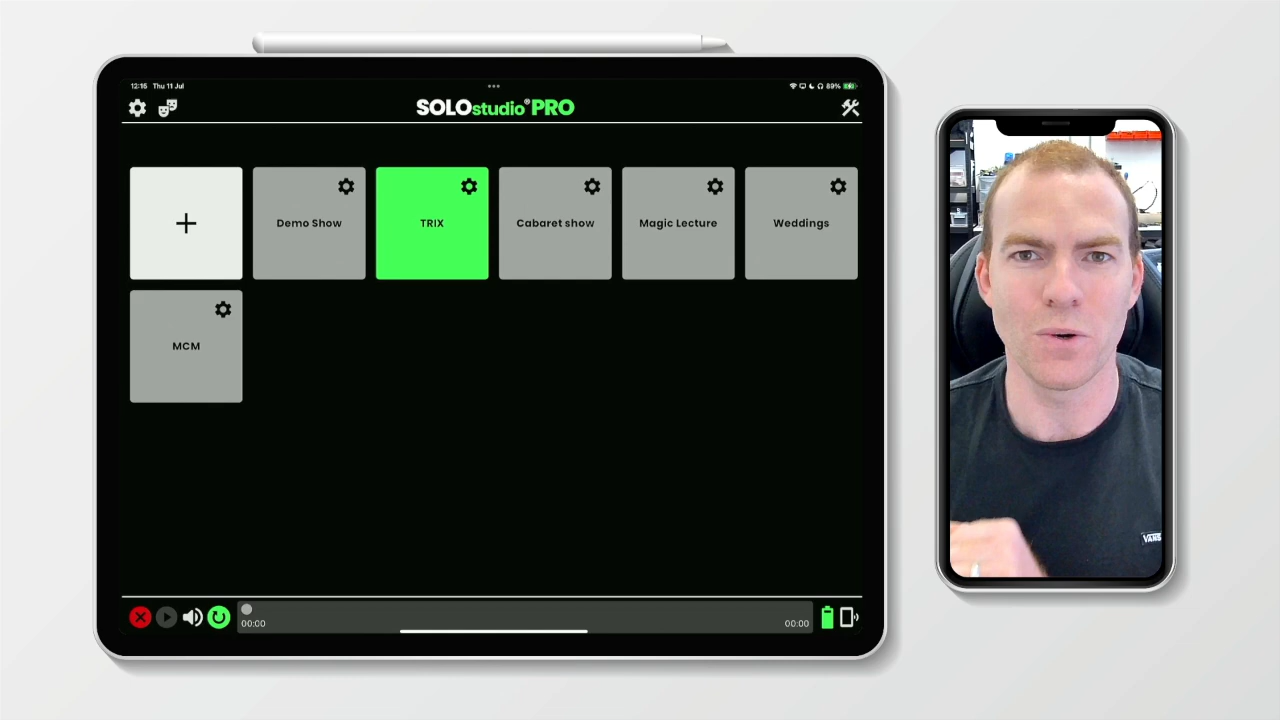 12:16 Thu 11 Jul
89%
SOLOstudio® PRO
Demo Show
TRIX
Cabaret show
Magic Lecture
Weddings
MCM
00:00
00:00
VANS